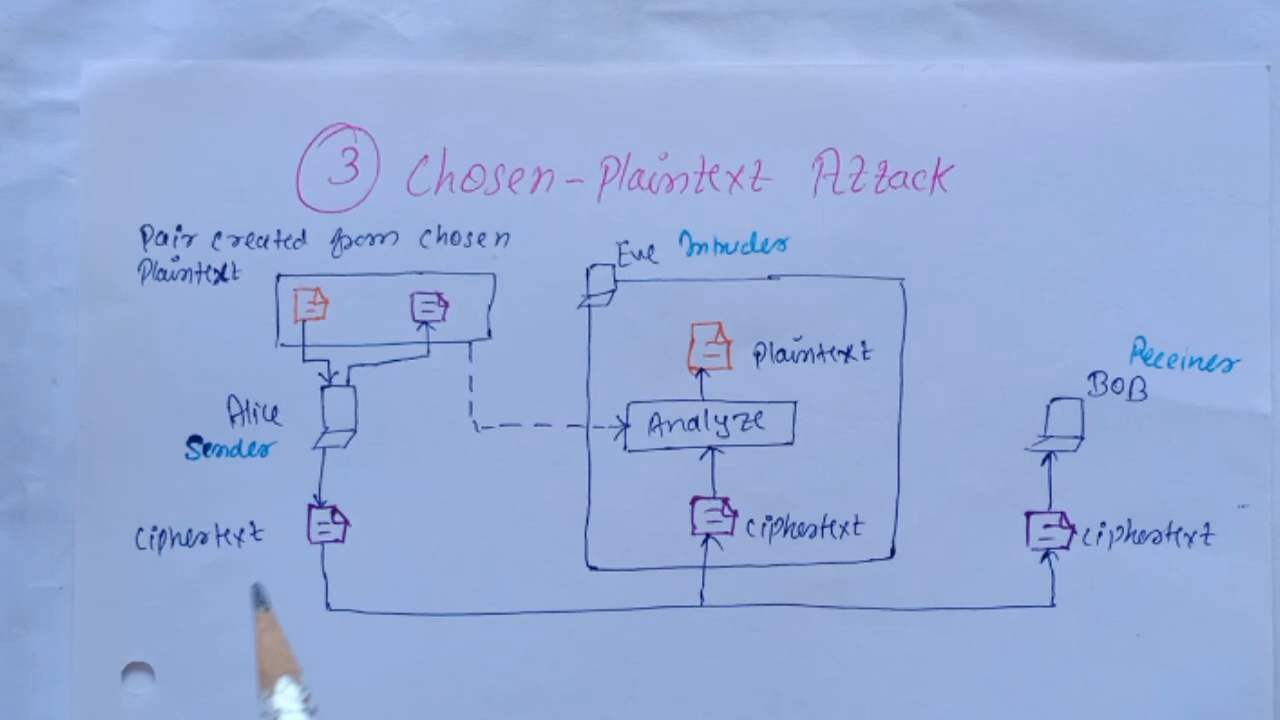 3 Chosen-Plaintext Attack
Pair created from chosen
Plaintext
Eve Intruder
Plaintext
Receiver
BOB
Alice
Analyze
Sender
Ciphertext
Ciphertext
Ciphertext